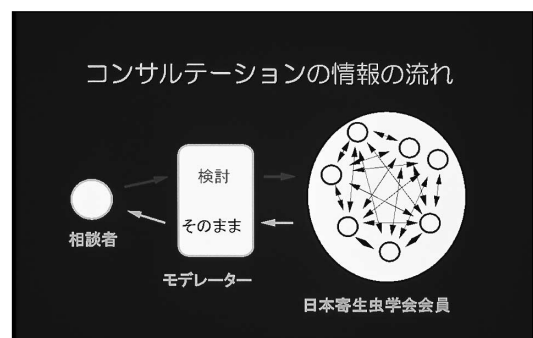 コンサルテーションの情報の流れ
検討
そのまま
相談者
モデレーター
日本寄生虫学会会員